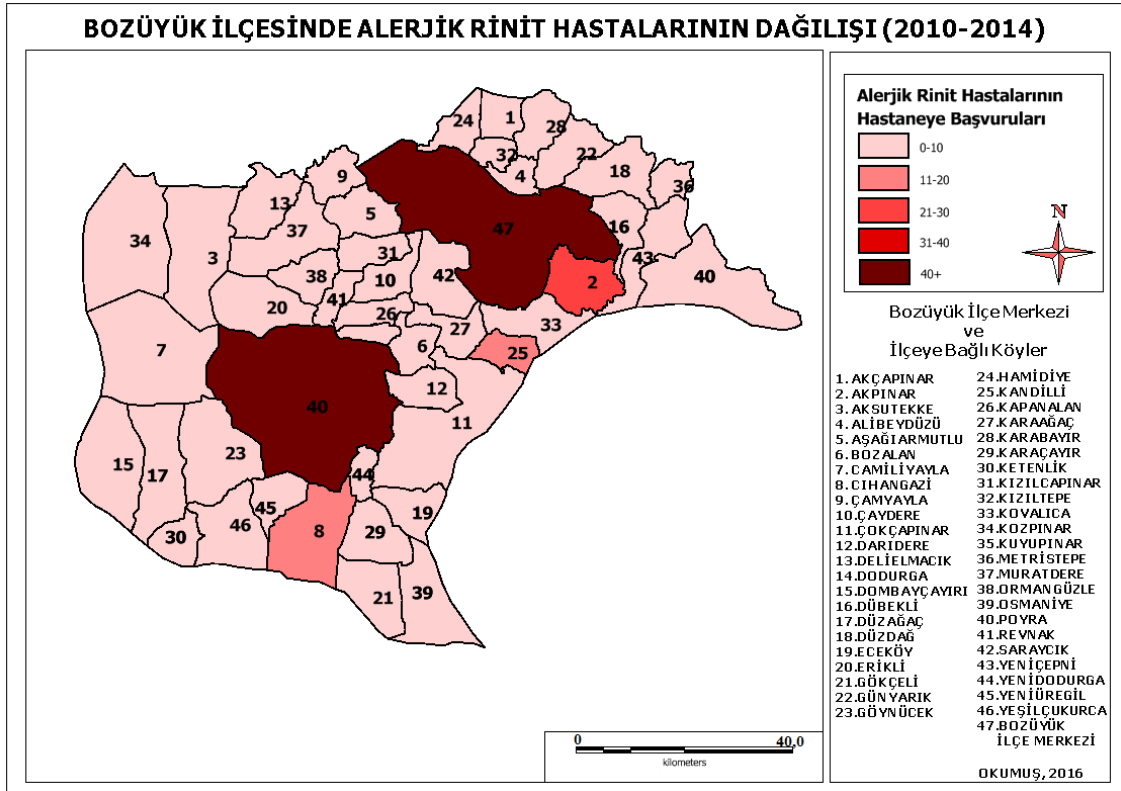 BOZÜYÜK İLÇESİNDE ALERJİK RİNİT HASTALARININ DAĞILIŞI (2010-2014)
24
1
28
32
22
4
18
36
9
13
5
37
47
16
34
3
31
43
38
10
42
2
40
41
20
26
33
27
7
6
25
12
40
11
15
17
23
44
45
19
46
8
29
30
21
39
0
40,0
kilometers
Alerjik Rinit Hastalarının
Hastaneye Başvuruları
0-10
11-20
21-30
31-40
40+
N
Bozüyük İlçe Merkezi
ve
İlçeye Bağlı Köyler
1. AKÇAPINAR
2. AKPINAR
3. AKSUTEKKE
4. ALİBEYDÜZÜ
5. AŞAĞIARMUTLU
6. BOZALAN
7. CAMİLİYAYLA
8. CIHANGAZİ
9. ÇAMYAYLA
10. ÇAYDERE
11. ÇOKÇAPINAR
12. DARIDERE
13. DELİELMACIK
14. DODURGA
15. DOMBAYÇAYIRI
16. DÜBEKLİ
17. DÜZAĞAÇ
18. DÜZDAĞ
19. ECEKÖY
20. ERİKLİ
21. GÖKÇELİ
22. GÜNYARIK
23. GÖYNÜCEK
24. HAMİDİYE
25. KANDİLLİ
26. KAPANALAN
27. KARAAĞAÇ
28. KARABAYIR
29. KARAÇAYIR
30. KETENLİK
31. KIZILCAPINAR
32. KIZILTEPE
33. KOVALICA
34. KOZPINAR
35. KUYUPINAR
36. METRİSTEPE
37. MURATDERE
38. ORMANGÜZLE
39. OSMANİYE
40. POYRA
41. REVNAK
42. SARAYCIK
43. YENİÇEPNİ
44. YENİDODURGA
45. YENİÜREGİL
46. YEŞİLÇUKURCA
47. BOZÜYÜK
İLÇE MERKEZİ
OKUMUŞ, 2016